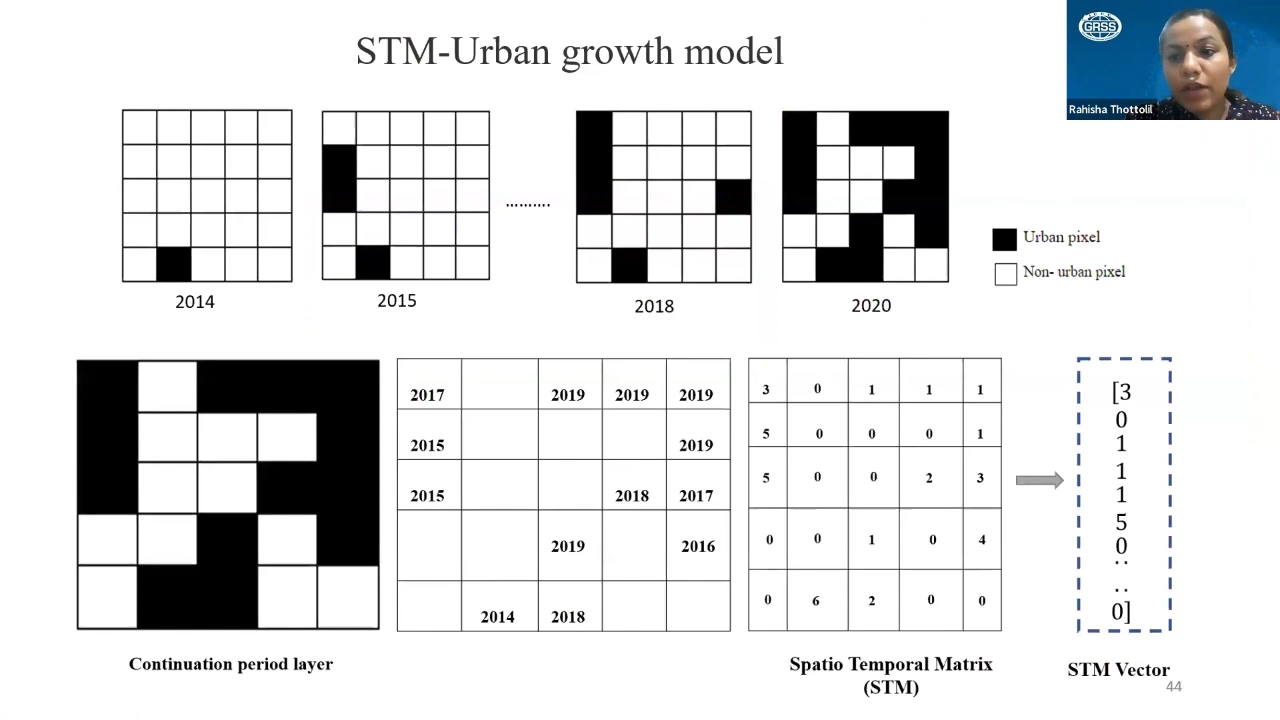 STM-Urban growth model
GRSS
Rahisha Thottolil
..........
Urban pixel
Non- urban pixel
2014
2015
2018
2020
2017 2019 2019 2019
2015 2019
2015 2018 2017
2019 2016
2014 2018
3 0 1 1 1
5 0 0 0 1
5 0 0 2 3
0 0 1 0 4
0 6 2 0 0
[3
0
1
1
1
5
0
..
..
0]
Continuation period layer
Spatio Temporal Matrix
(STM)
STM Vector
44